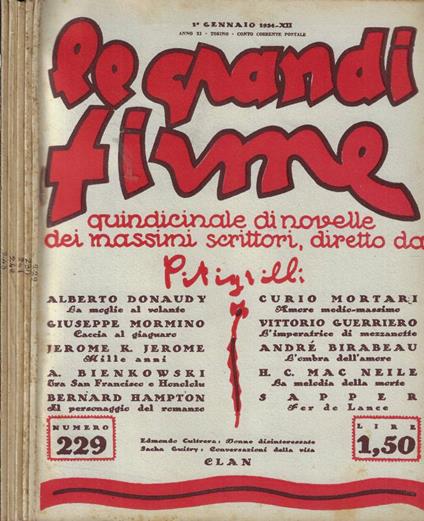 1° GENNAIO 1934-XII
ANNO XI - TORINO - CONTO CORRENTE POSTALE
le grandi
firme
quindicinale di novelle
dei massimi scrittori, diretto da
Pitigrilli
ALBERTO DONAUDY
La moglie al volante
GIUSEPPE MORMINO
Caccia al giaguaro
JEROME K. JEROME
Mille anni
A. BIENKOWSKI
Tra San Francisco e Honolulu
BERNARD HAMPTON
Il personaggio del romanzo
CURIO MORTARI
Amore medio-massimo
VITTORIO GUERRIERO
L'imperatrice di mezzanotte
ANDRÉ BIRABEAU
L'ombra dell'amore
H. C. MAC NEILE
La melodia della morte
SAPPER
Fer de Lance
NUMERO
229
Edmondo Cultrera: Donne disinteressate
Sacha Guitry: Conversazioni della vita
CLAN
LIRE
1,50